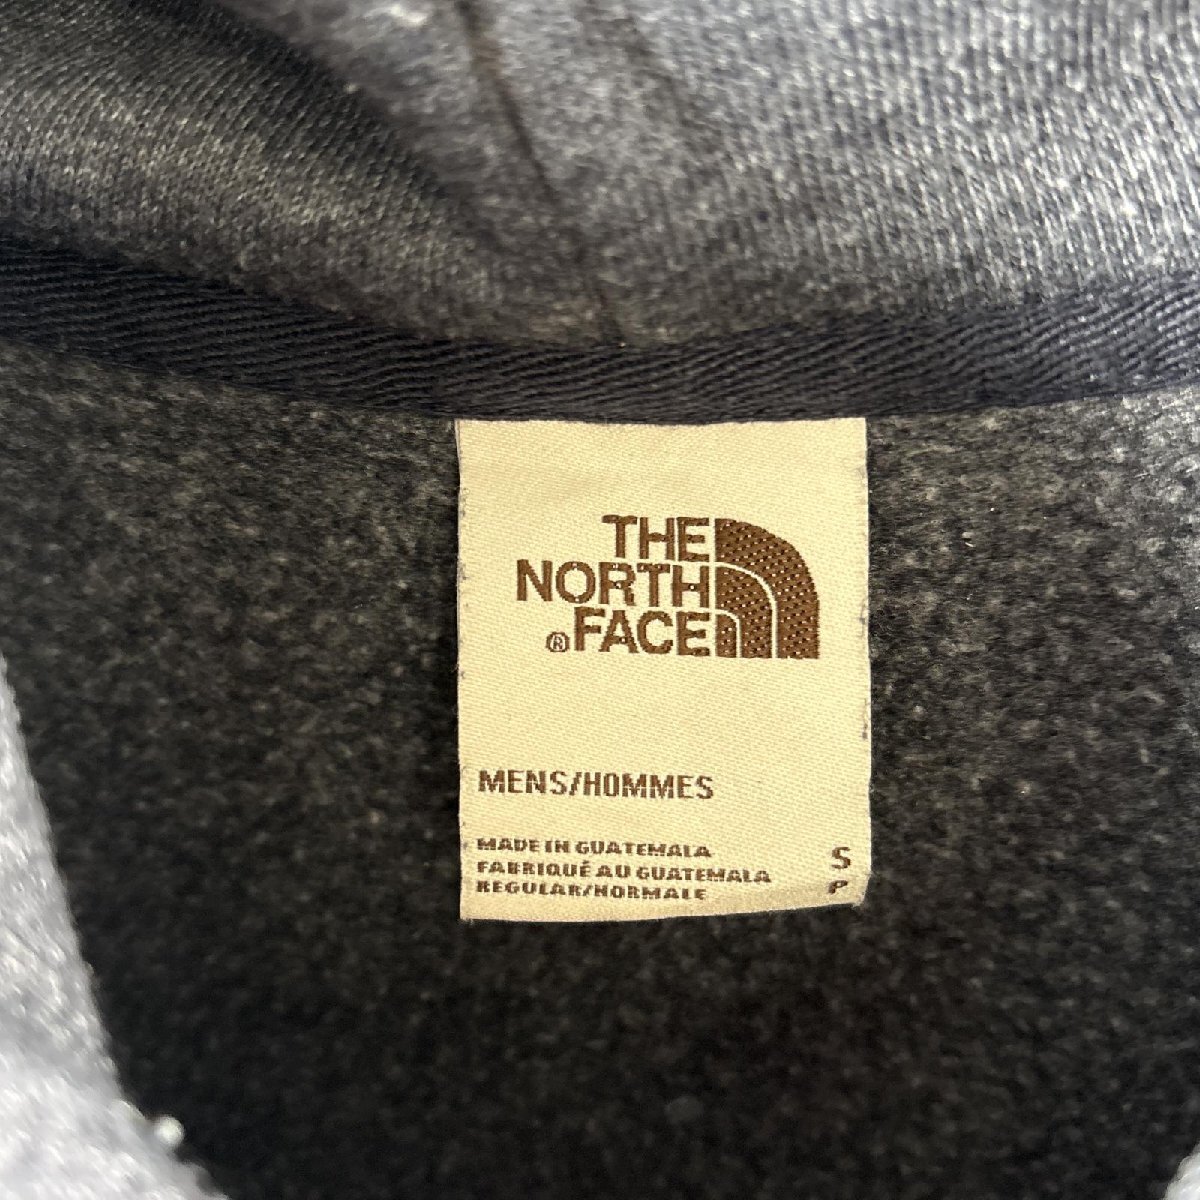 THE
NORTH
® FACE
MENS/HOMMES
MADE IN GUATEMALA S
FABRIQUÉ AU GUATEMALA
REGULAR/NORMALE P